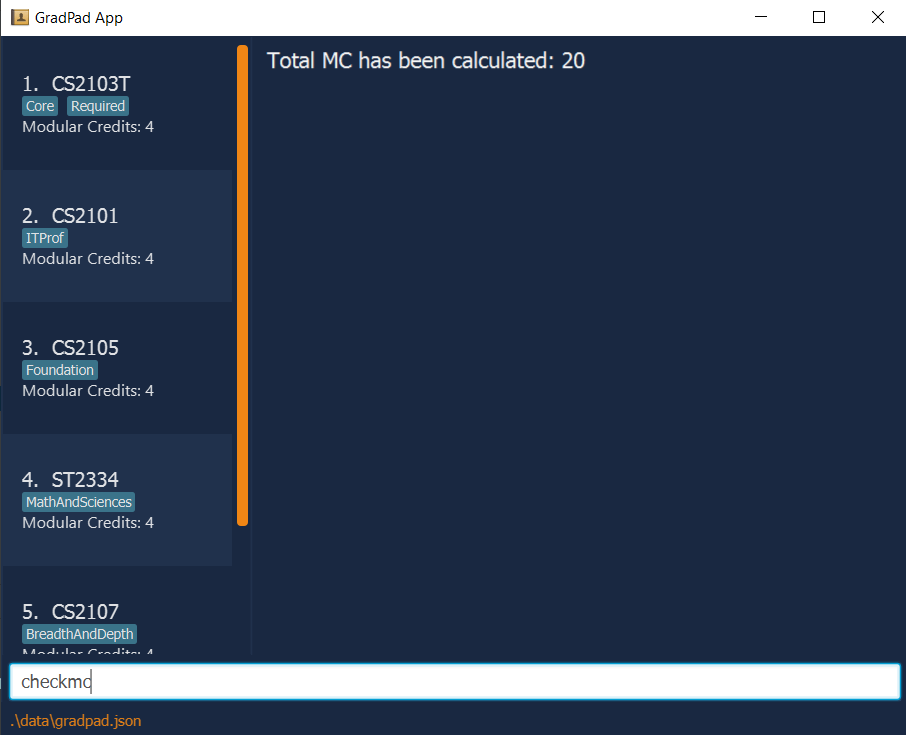 GradPad App
1. CS2103T
Core Required
Modular Credits: 4
2. CS2101
ITProf
Modular Credits: 4
3. CS2105
Foundation
Modular Credits: 4
4. ST2334
MathAndSciences
Modular Credits: 4
5. CS2107
BreadthAndDepth
Modular Credits: 4
Total MC has been calculated: 20
checkmc
.\data\gradpad.json